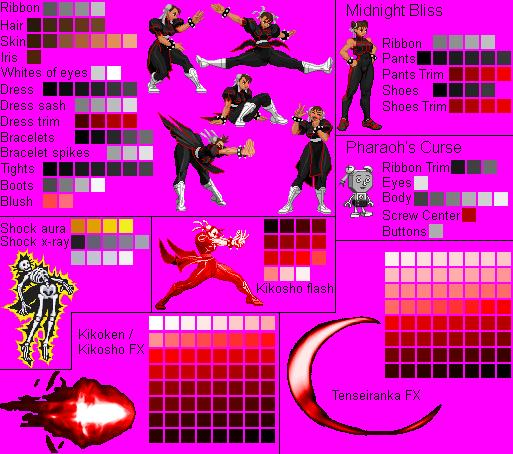 Ribbon
Hair
Skin
Iris
Whites of eyes
Dress
Dress sash
Dress trim
Bracelets
Bracelet spikes
Tights
Boots
Blush
Midnight Bliss
Ribbon
Pants
Pants Trim
Shoes
Shoes Trim
Pharaoh's Curse
Ribbon Trim
Eyes
Body
Screw Center
Buttons
Shock aura
Shock x-ray
Kikosho flash
Kikoken /
Kikosho FX
Tenseiranka FX